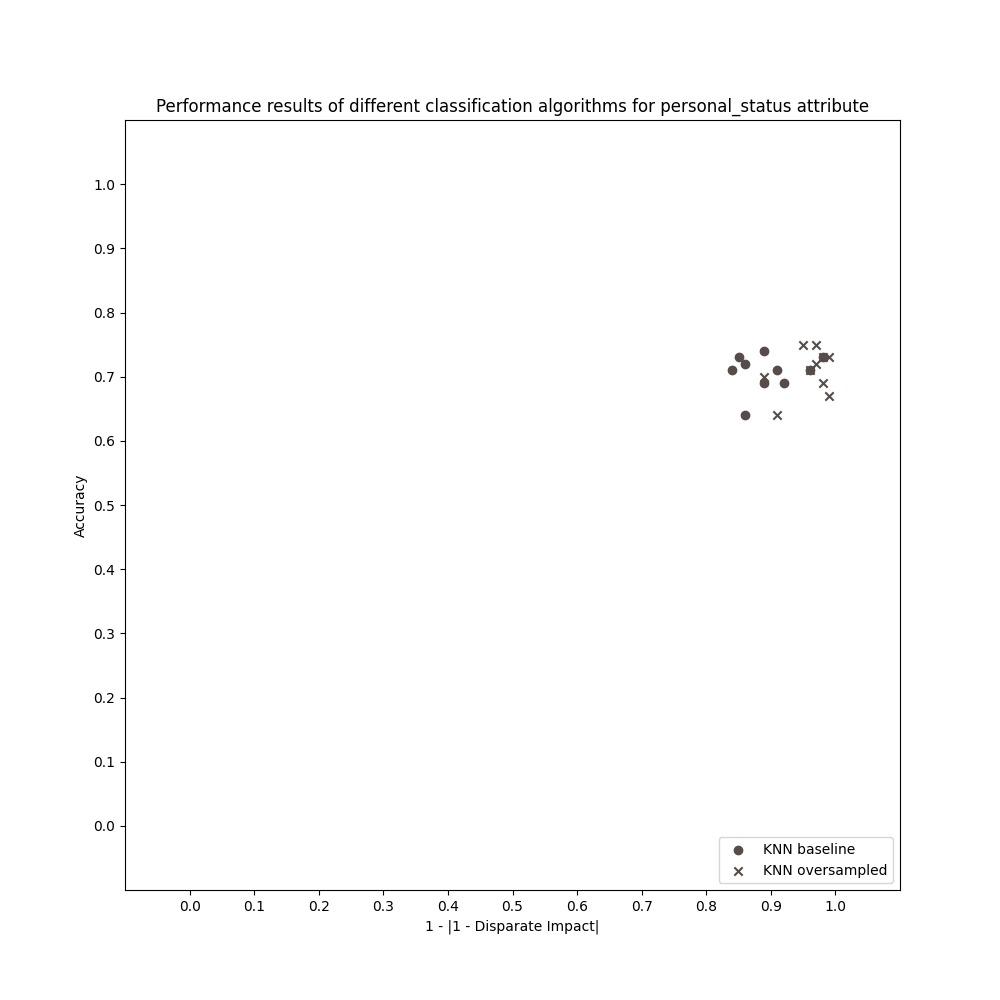 Performance results of different classification algorithms for personal_status attribute
1.0
0.9
0.8
0.7
0.6
0.5
0.4
0.3
0.2
0.1
0.0
Accuracy
KNN baseline
KNN oversampled
0.0 0.1 0.2 0.3 0.4 0.5 0.6 0.7 0.8 0.9 1.0
1 - |1 - Disparate Impact|